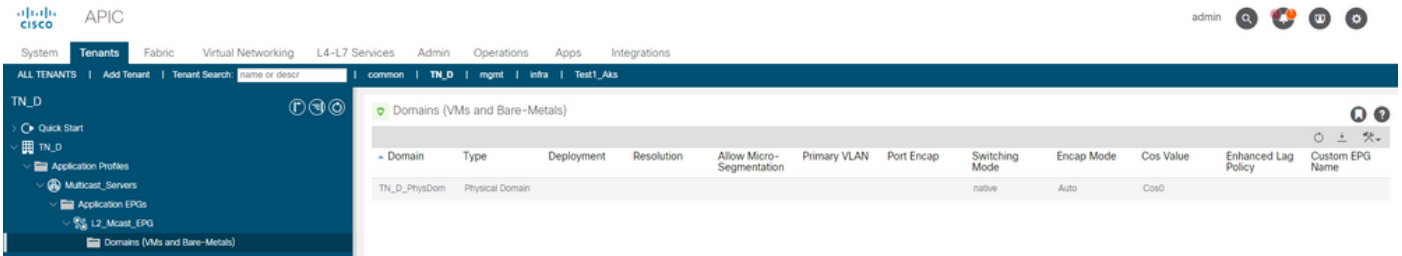 CISCO APIC admin
System Tenants Fabric Virtual Networking L4-L7 Services Admin Operations Apps Integrations
ALL TENANTS | Add Tenant | Tenant Search: name or descr | common | TN_D | mgmt | infra | Test1_Aks
TN_D
Quick Start
TN_D
Application Profiles
Multicast_Servers
Application EPGs
L2_Mcast_EPG
Domains (VMs and Bare-Metals)
Domains (VMs and Bare-Metals)
Domain Type Deployment Resolution Allow Micro-Segmentation Primary VLAN Port Encap Switching Mode Encap Mode Cos Value Enhanced Lag Policy Custom EPG Name
TN_D_PhysDom Physical Domain native Auto Cos0